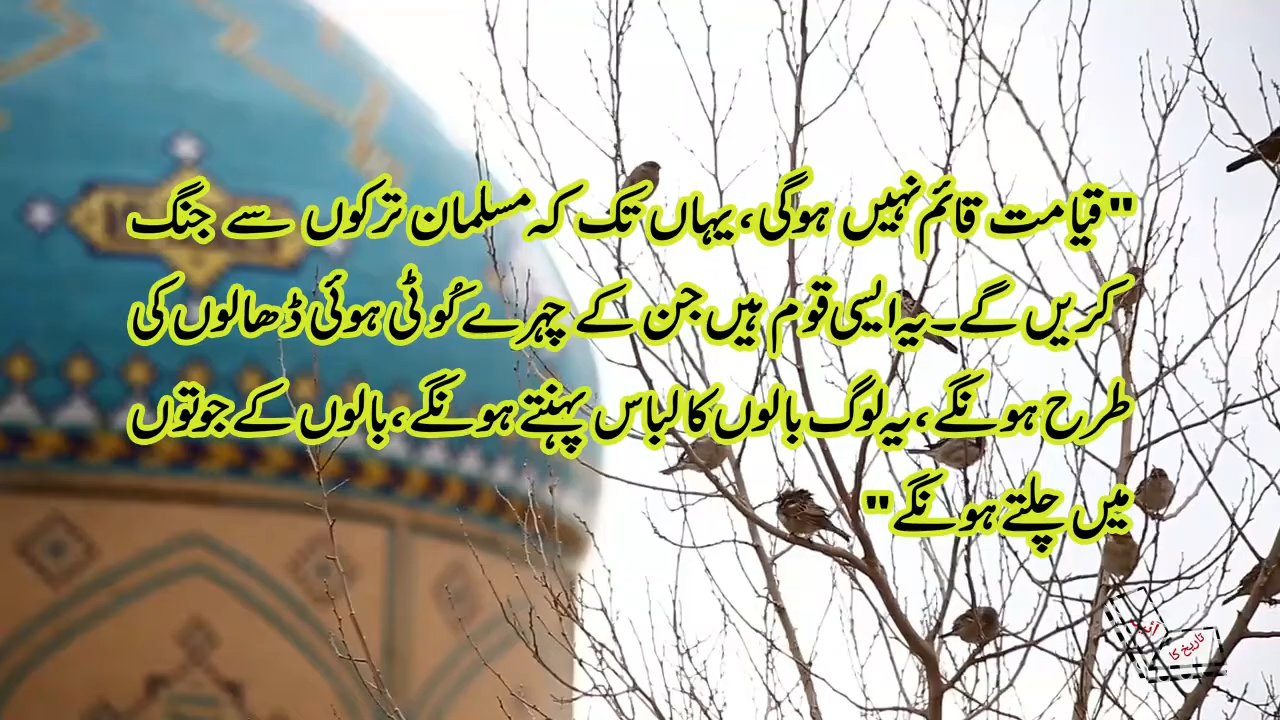 "قیامت قائم نہیں ہوگی، یہاں تک کہ مسلمان ترکوں سے جنگ
کریں گے۔ یہ ایسی قوم ہیں جن کے چہرے کُوٹی ہوئی ڈھالوں کی
طرح ہونگے، یہ لوگ بالوں کا لباس پہنتے ہونگے، بالوں کے جوتوں
میں چلتے ہونگے"
تاریخ کا